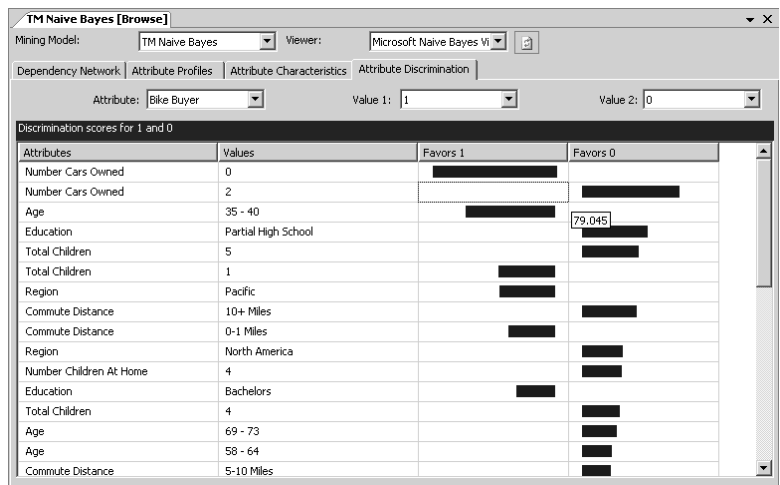 TM Naive Bayes [Browse]
Mining Model: TM Naive Bayes Viewer: Microsoft Naive Bayes Vi
Dependency Network Attribute Profiles Attribute Characteristics Attribute Discrimination
Attribute: Bike Buyer Value 1: 1 Value 2: 0
Discrimination scores for 1 and 0
Attributes Values Favors 1 Favors 0
Number Cars Owned 0
Number Cars Owned 2
Age 35 - 40
79.045
Education Partial High School
Total Children 5
Total Children 1
Region Pacific
Commute Distance 10+ Miles
Commute Distance 0-1 Miles
Region North America
Number Children At Home 4
Education Bachelors
Total Children 4
Age 69 - 73
Age 58 - 64
Commute Distance 5-10 Miles